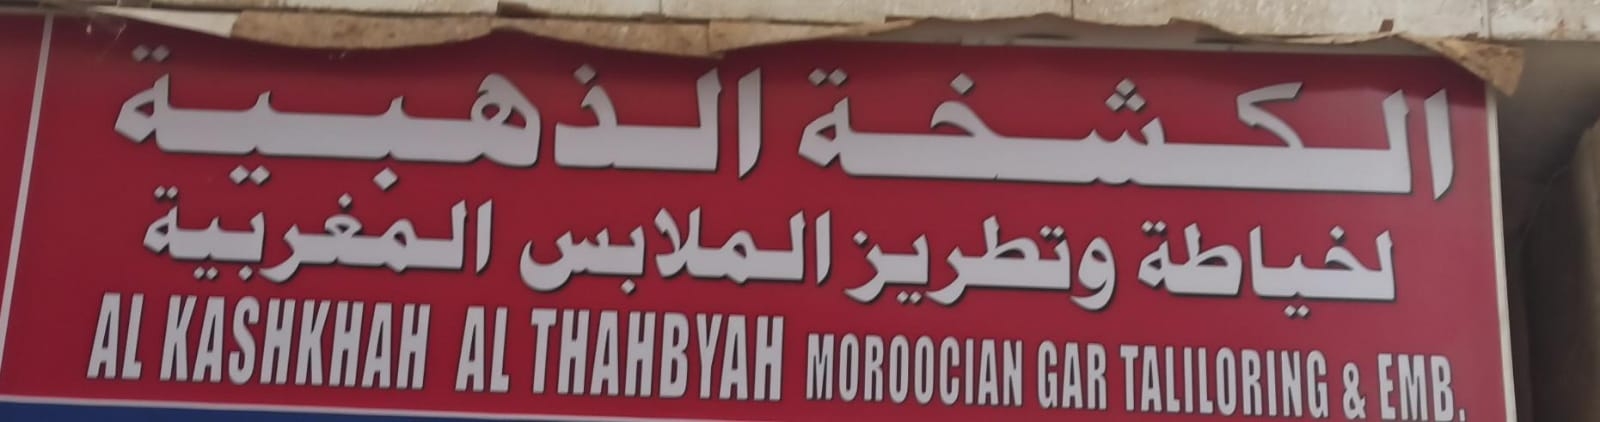 الكشخة الذهبية
لخياطة وتطريز الملابس المغربية
AL KASHKHAH AL THAHBYAH MOROOCIAN GAR TALILORING & EMB.